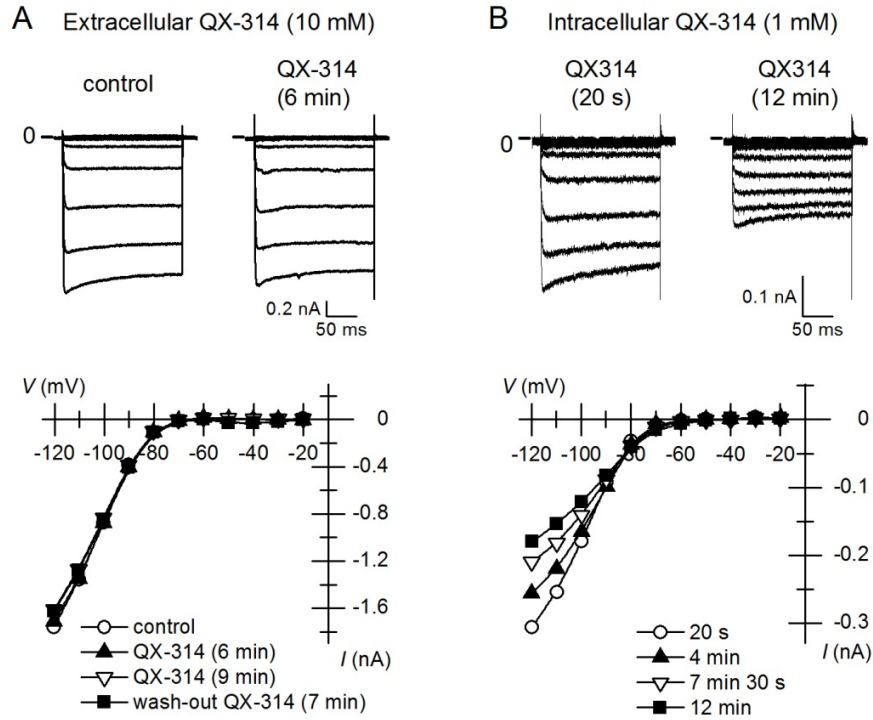 A Extracellular QX-314 (10 mM)
control
QX-314
(6 min)
0
0.2 nA
50 ms
V (mV)
0
-120 -100 -80 -60 -40 -20
-0.4
-0.8
-1.2
-1.6
I (nA)
control
QX-314 (6 min)
QX-314 (9 min)
wash-out QX-314 (7 min)
B Intracellular QX-314 (1 mM)
QX314
(20 s)
QX314
(12 min)
0
0.1 nA
50 ms
V (mV)
0
-120 -100 -80 -60 -40 -20
-0.1
-0.2
-0.3
I (nA)
20 s
4 min
7 min 30 s
12 min